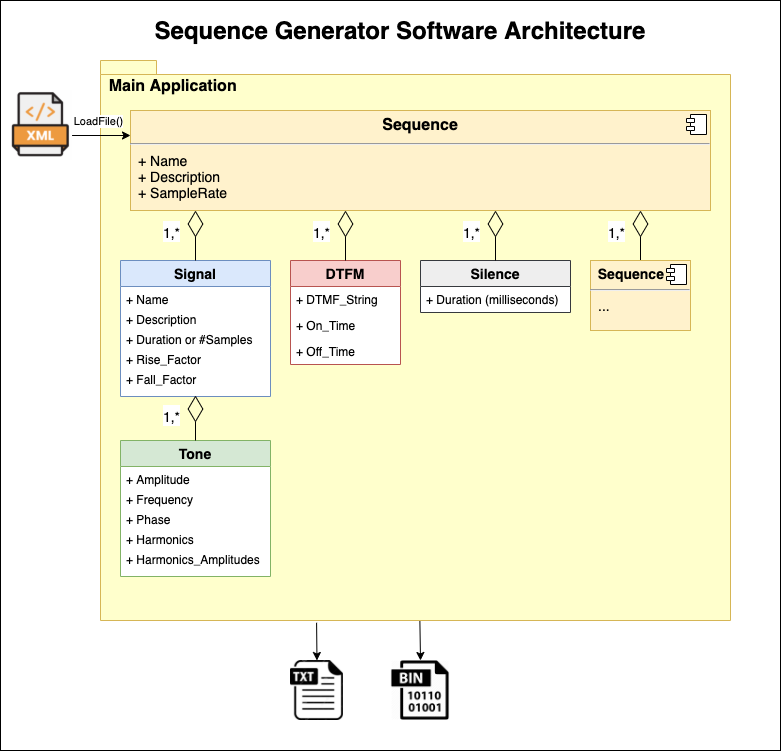 Sequence Generator Software Architecture
Main Application
</>
XML
LoadFile()
Sequence
+ Name
+ Description
+ SampleRate
1,*
1,*
1,*
1,*
Signal
+ Name
+ Description
+ Duration or #Samples
+ Rise_Factor
+ Fall_Factor
DTFM
+ DTMF_String
+ On_Time
+ Off_Time
Silence
+ Duration (milliseconds)
Sequence
...
1,*
Tone
+ Amplitude
+ Frequency
+ Phase
+ Harmonics
+ Harmonics_Amplitudes
TXT
BIN
10110
01001